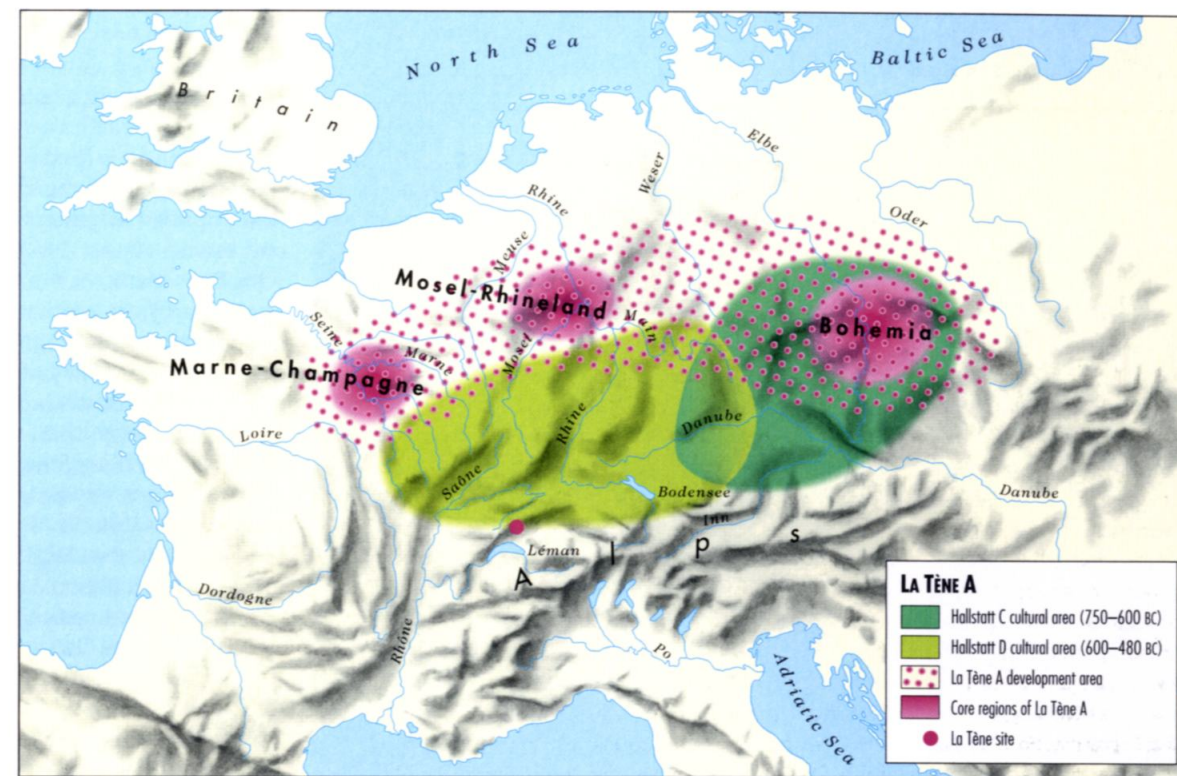 North Sea
Baltic Sea
Britain
Elbe
Weser
Rhine
Oder
Meuse
Mosel-Rhineland
Main
Bohemia
Seine
Marne
Mosel
Marne-Champagne
Rhine
Danube
Loire
Saône
Bodensee
Danube
Inn
Léman
Alps
Dordogne
Rhône
Po
Adriatic Sea
LA TÈNE A
Hallstatt C cultural area (750–600 BC)
Hallstatt D cultural area (600–480 BC)
La Tène A development area
Core regions of La Tène A
La Tène site